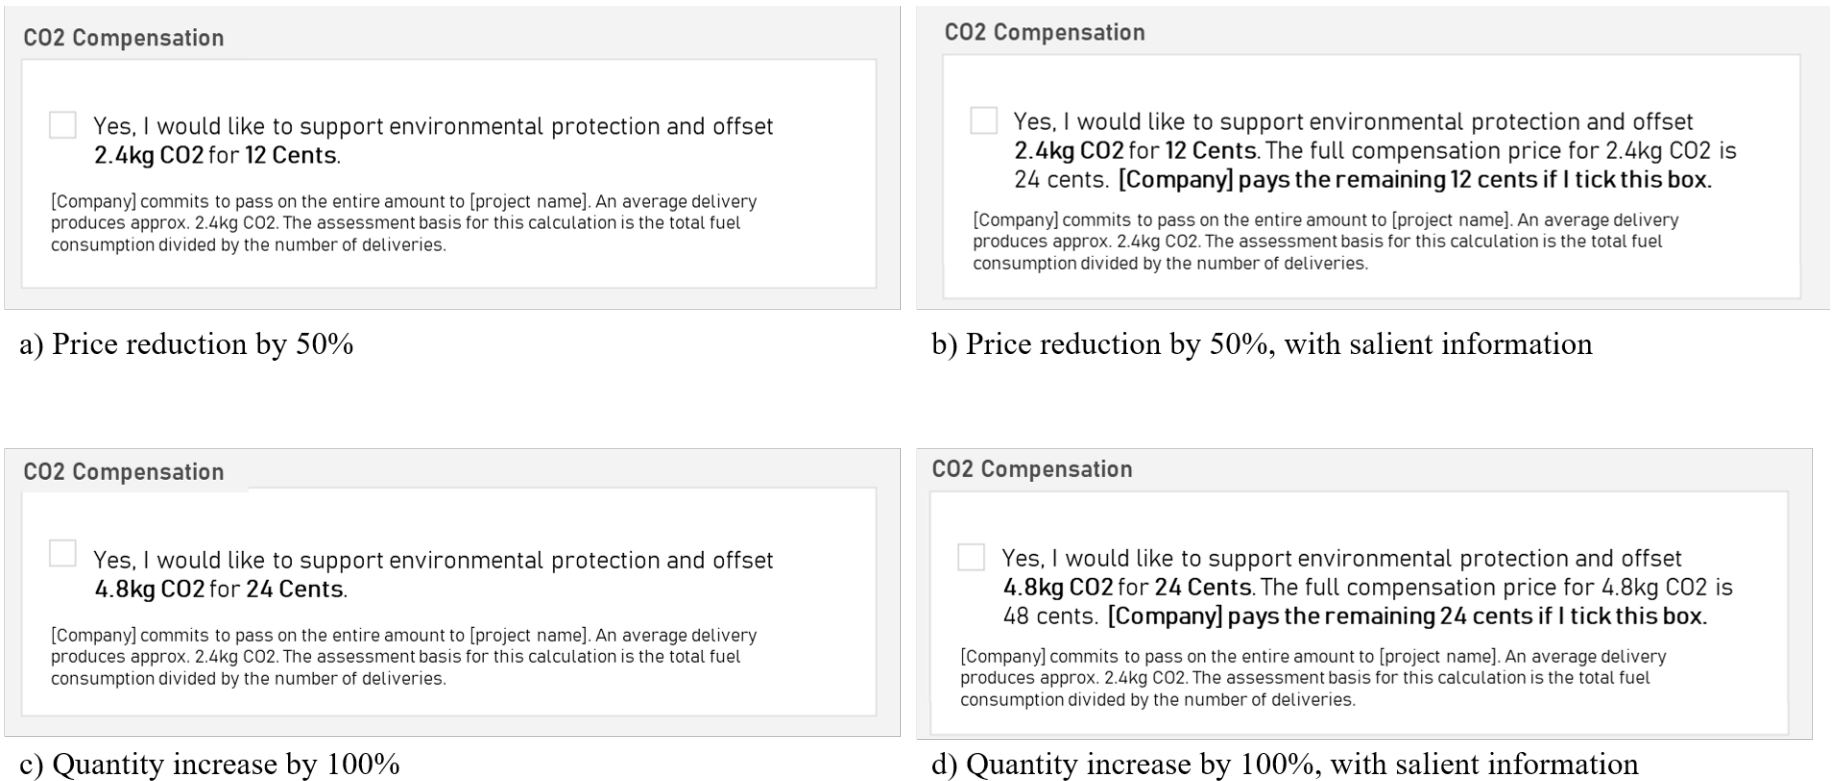 CO2 Compensation
Yes, I would like to support environmental protection and offset
2.4kg CO2 for 12 Cents.
[Company] commits to pass on the entire amount to [project name]. An average delivery
produces approx. 2.4kg CO2. The assessment basis for this calculation is the total fuel
consumption divided by the number of deliveries.
a) Price reduction by 50%
CO2 Compensation
Yes, I would like to support environmental protection and offset
2.4kg CO2 for 12 Cents. The full compensation price for 2.4kg CO2 is
24 cents. [Company] pays the remaining 12 cents if I tick this box.
[Company] commits to pass on the entire amount to [project name]. An average delivery
produces approx. 2.4kg CO2. The assessment basis for this calculation is the total fuel
consumption divided by the number of deliveries.
b) Price reduction by 50%, with salient information
CO2 Compensation
Yes, I would like to support environmental protection and offset
4.8kg CO2 for 24 Cents.
[Company] commits to pass on the entire amount to [project name]. An average delivery
produces approx. 2.4kg CO2. The assessment basis for this calculation is the total fuel
consumption divided by the number of deliveries.
c) Quantity increase by 100%
CO2 Compensation
Yes, I would like to support environmental protection and offset
4.8kg CO2 for 24 Cents. The full compensation price for 4.8kg CO2 is
48 cents. [Company] pays the remaining 24 cents if I tick this box.
[Company] commits to pass on the entire amount to [project name]. An average delivery
produces approx. 2.4kg CO2. The assessment basis for this calculation is the total fuel
consumption divided by the number of deliveries.
d) Quantity increase by 100%, with salient information